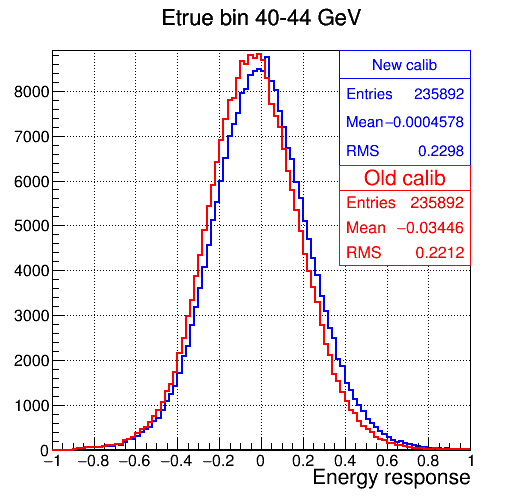 Etrue bin 40-44 GeV
New calib
Entries 235892
Mean −0.0004578
RMS 0.2298
Old calib
Entries 235892
Mean −0.03446
RMS 0.2212
8000
7000
6000
5000
4000
3000
2000
1000
0
−1 −0.8 −0.6 −0.4 −0.2 0 0.2 0.4 0.6 0.8 1
Energy response